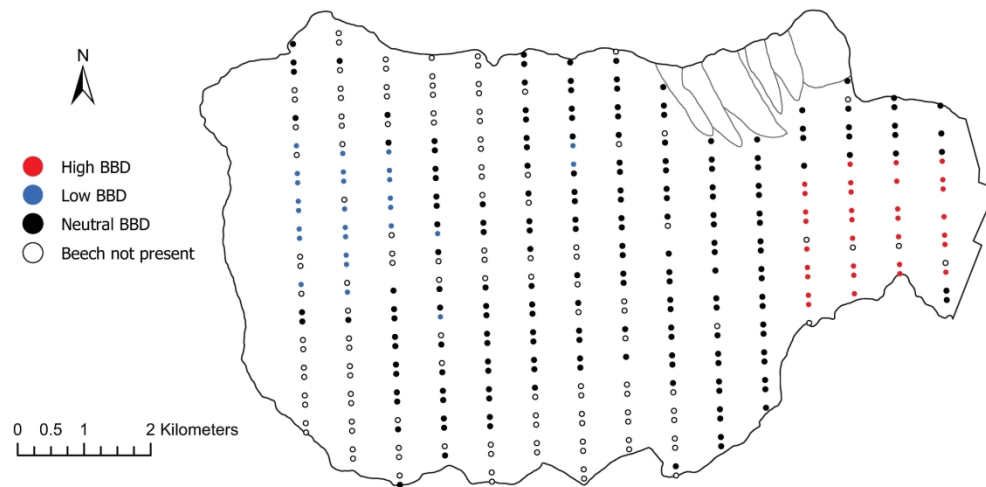 N
High BBD
Low BBD
Neutral BBD
Beech not present
0 0.5 1 2 Kilometers